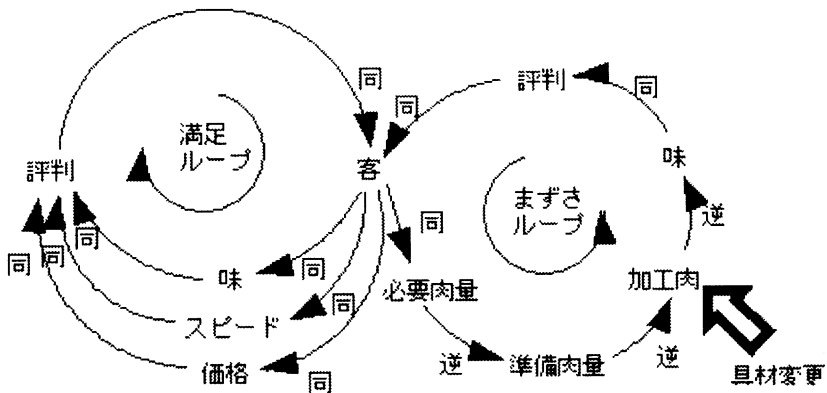 同
同
評判
同
満足
ループ
評判
客
味
まずさ
ループ
逆
同
同
同
同
味
同
同
必要肉量
加工肉
スピード
同
価格
同
逆
準備肉量
逆
具材変更